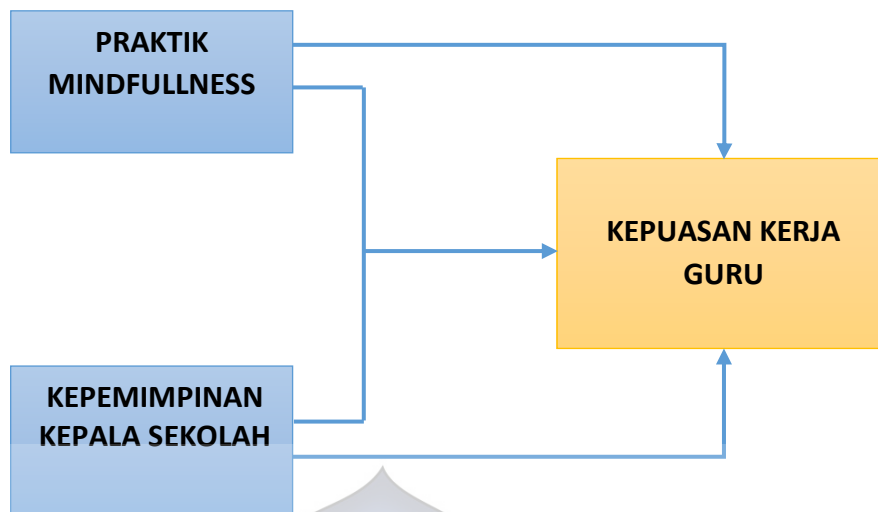 PRAKTIK
MINDFULLNESS
KEPUASAN KERJA
GURU
KEPEMIMPINAN
KEPALA SEKOLAH